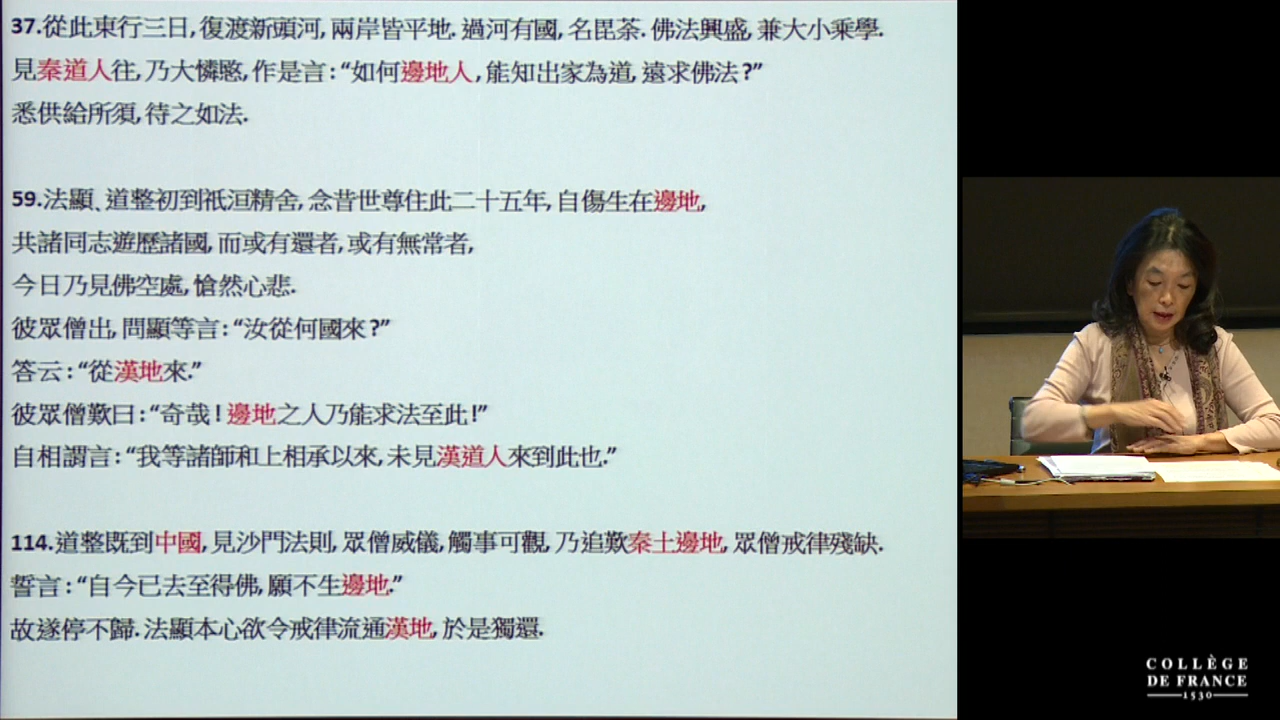 37.從此東行三日, 復渡新頭河, 兩岸皆平地. 過河有國, 名毘荼. 佛法興盛, 兼大小乘學.
見秦道人往, 乃大憐愍, 作是言: “如何邊地人, 能知出家為道, 遠求佛法?”
悉供給所須, 待之如法.
59.法顯、道整初到祇洹精舍, 念昔世尊住此二十五年, 自傷生在邊地,
共諸同志遊歷諸國, 而或有還者, 或有無常者,
今日乃見佛空處, 愴然心悲.
彼眾僧出, 問顯等言: “汝從何國來?”
答云: “從漢地來.”
彼眾僧歎曰: “奇哉! 邊地之人乃能求法至此!”
自相謂言: “我等諸師和上相承以來, 未見漢道人來到此也.”
114.道整既到中國, 見沙門法則, 眾僧威儀, 觸事可觀, 乃追歎秦土邊地, 眾僧戒律殘缺.
誓言: “自今已去至得佛, 願不生邊地.”
故遂停不歸. 法顯本心欲令戒律流通漢地, 於是獨還.
COLLÈGE
DE FRANCE
1530